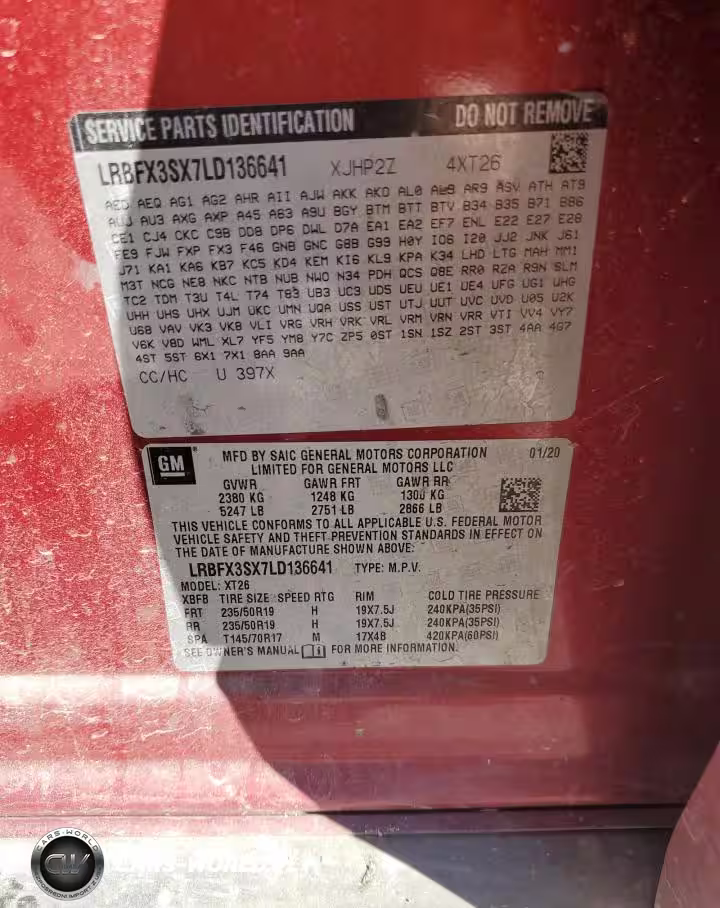 SERVICE PARTS IDENTIFICATION DO NOT REMOVE
LRBFX3SX7LD136641 XJHP2Z 4XT26
AED AEQ AG1 AG2 AHR AII AJW AKK AKO AL0 AL9 AR9 ASV ATH AT9
AUJ AU3 AXG AXP A45 A63 A9U BGY BTM BTT BTV B34 B35 B71 B86
CE1 CJ4 CKC C9B DD8 DP6 DWL D7A EA1 EA2 EF7 ENL E22 E27 E28
FE9 FJW FXP FX3 F46 GNB GNC G8B G99 H0Y IO6 I20 JJ2 JNK J61
J71 KA1 KA6 KB7 KC5 KD4 KEM KI6 KL9 KPA K34 LHD LTG MAH MM1
M3T NCG NE8 NKC NTB NUB NWO N34 PDH QCS Q8E RR0 RZA R9N SLM
TC2 TDM T3U T4L T74 T83 UB3 UC3 UD5 UEU UE1 UE4 UFG UG1 UHG
UHH UHS UHX UJM UKC UMN UQA USS UST UTJ UUT UVC UVD U05 U2K
U68 VAV VK3 VK8 VLI VRG VRH VRK VRL VRM VRN VRR VTI VV4 VY7
V6K V8D WML XL7 YF5 YM8 Y7C ZP5 0ST 1SN 1SZ 2ST 3ST 4AA 4G7
4ST 5ST 6X1 7X1 8AA 9AA
CC/HC U 397X
GM MFD BY SAIC GENERAL MOTORS CORPORATION 01/20
LIMITED FOR GENERAL MOTORS LLC
GVWR GAWR FRT GAWR RR
2380 KG 1248 KG 1300 KG
5247 LB 2751 LB 2866 LB
THIS VEHICLE CONFORMS TO ALL APPLICABLE U.S. FEDERAL MOTOR
VEHICLE SAFETY AND THEFT PREVENTION STANDARDS IN EFFECT ON
THE DATE OF MANUFACTURE SHOWN ABOVE:
LRBFX3SX7LD136641 TYPE: M.P.V.
MODEL: XT26
XBFB TIRE SIZE SPEED RTG RIM COLD TIRE PRESSURE
FRT 235/50R19 H 19X7.5J 240KPA(35PSI)
RR 235/50R19 H 19X7.5J 240KPA(35PSI)
SPA T145/70R17 M 17X4B 420KPA(60PSI)
SEE OWNER'S MANUAL FOR MORE INFORMATION.
CARS-WORLD
CW